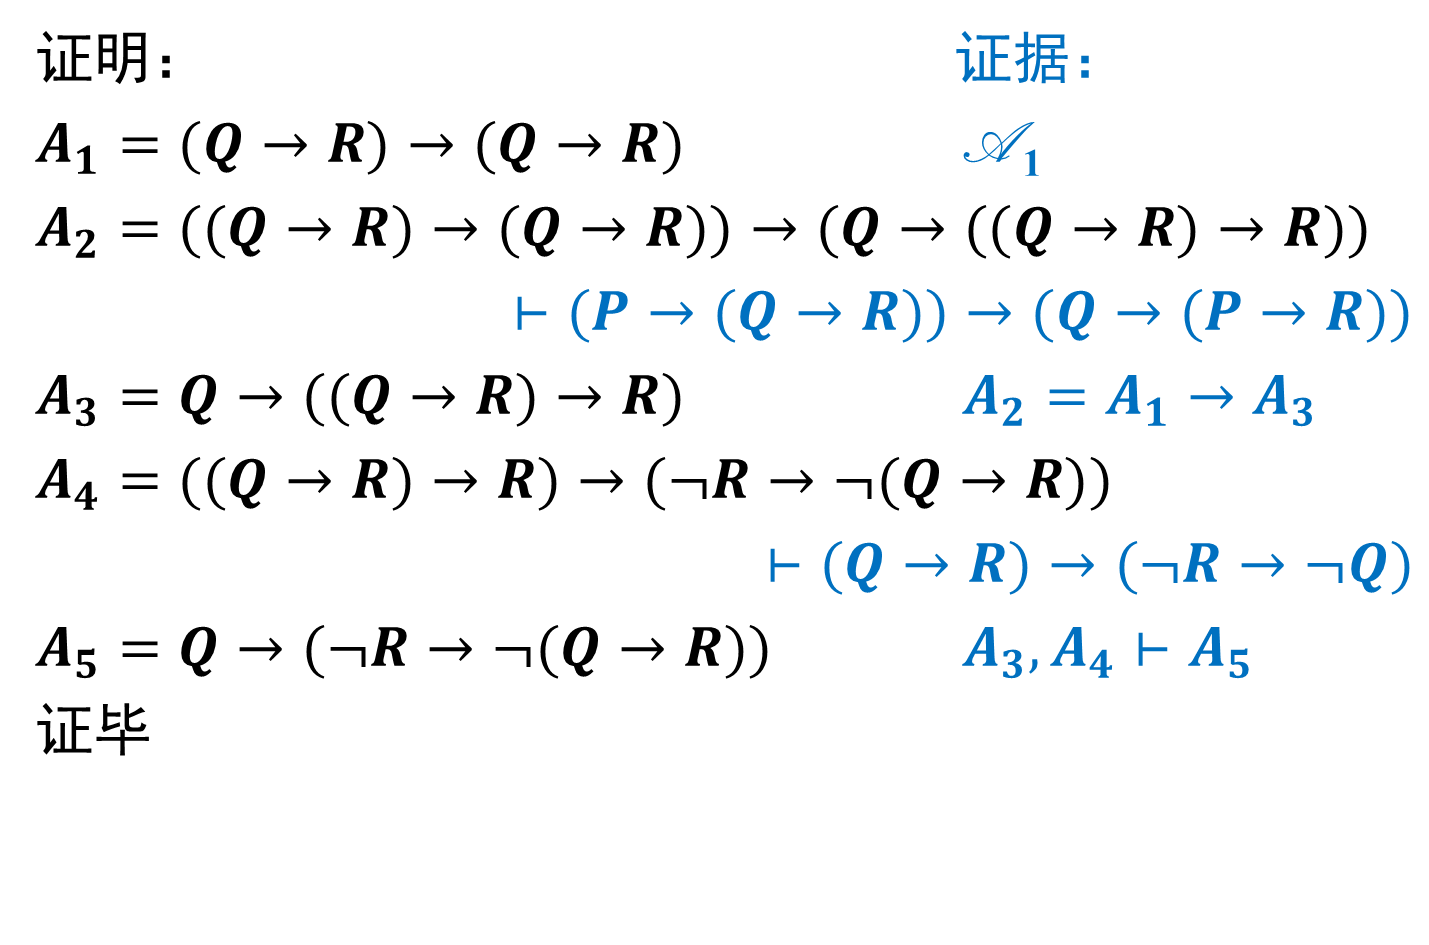 证明： 证据：
A₁ = (Q → R) → (Q → R) 𝒜₁
A₂ = ((Q → R) → (Q → R)) → (Q → ((Q → R) → R))
⊢ (P → (Q → R)) → (Q → (P → R))
A₃ = Q → ((Q → R) → R) A₂ = A₁ → A₃
A₄ = ((Q → R) → R) → (¬R → ¬(Q → R))
⊢ (Q → R) → (¬R → ¬Q)
A₅ = Q → (¬R → ¬(Q → R)) A₃, A₄ ⊢ A₅
证毕